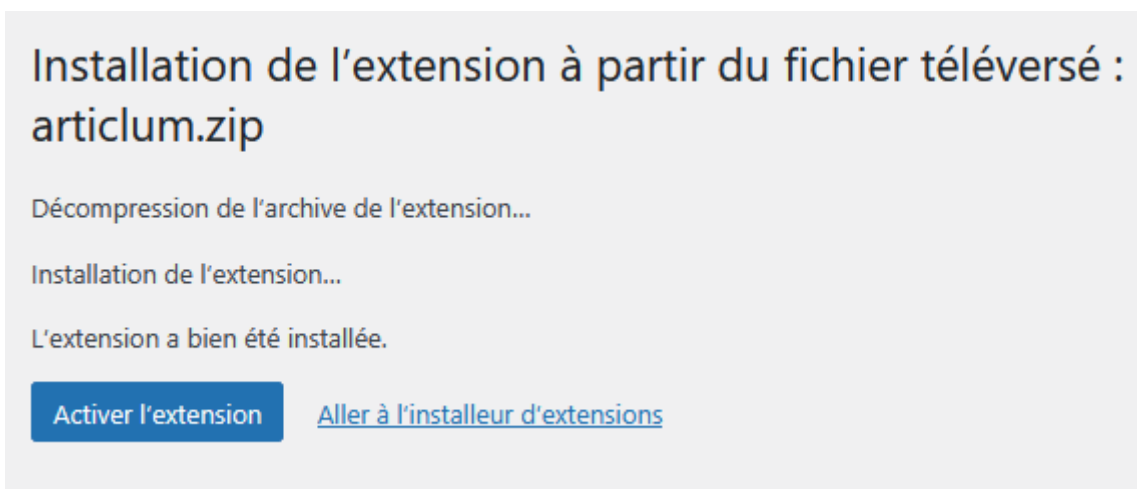 Installation de l’extension à partir du fichier téléversé :
articlum.zip
Décompression de l’archive de l’extension…
Installation de l’extension…
L’extension a bien été installée.
Activer l’extension Aller à l’installeur d’extensions